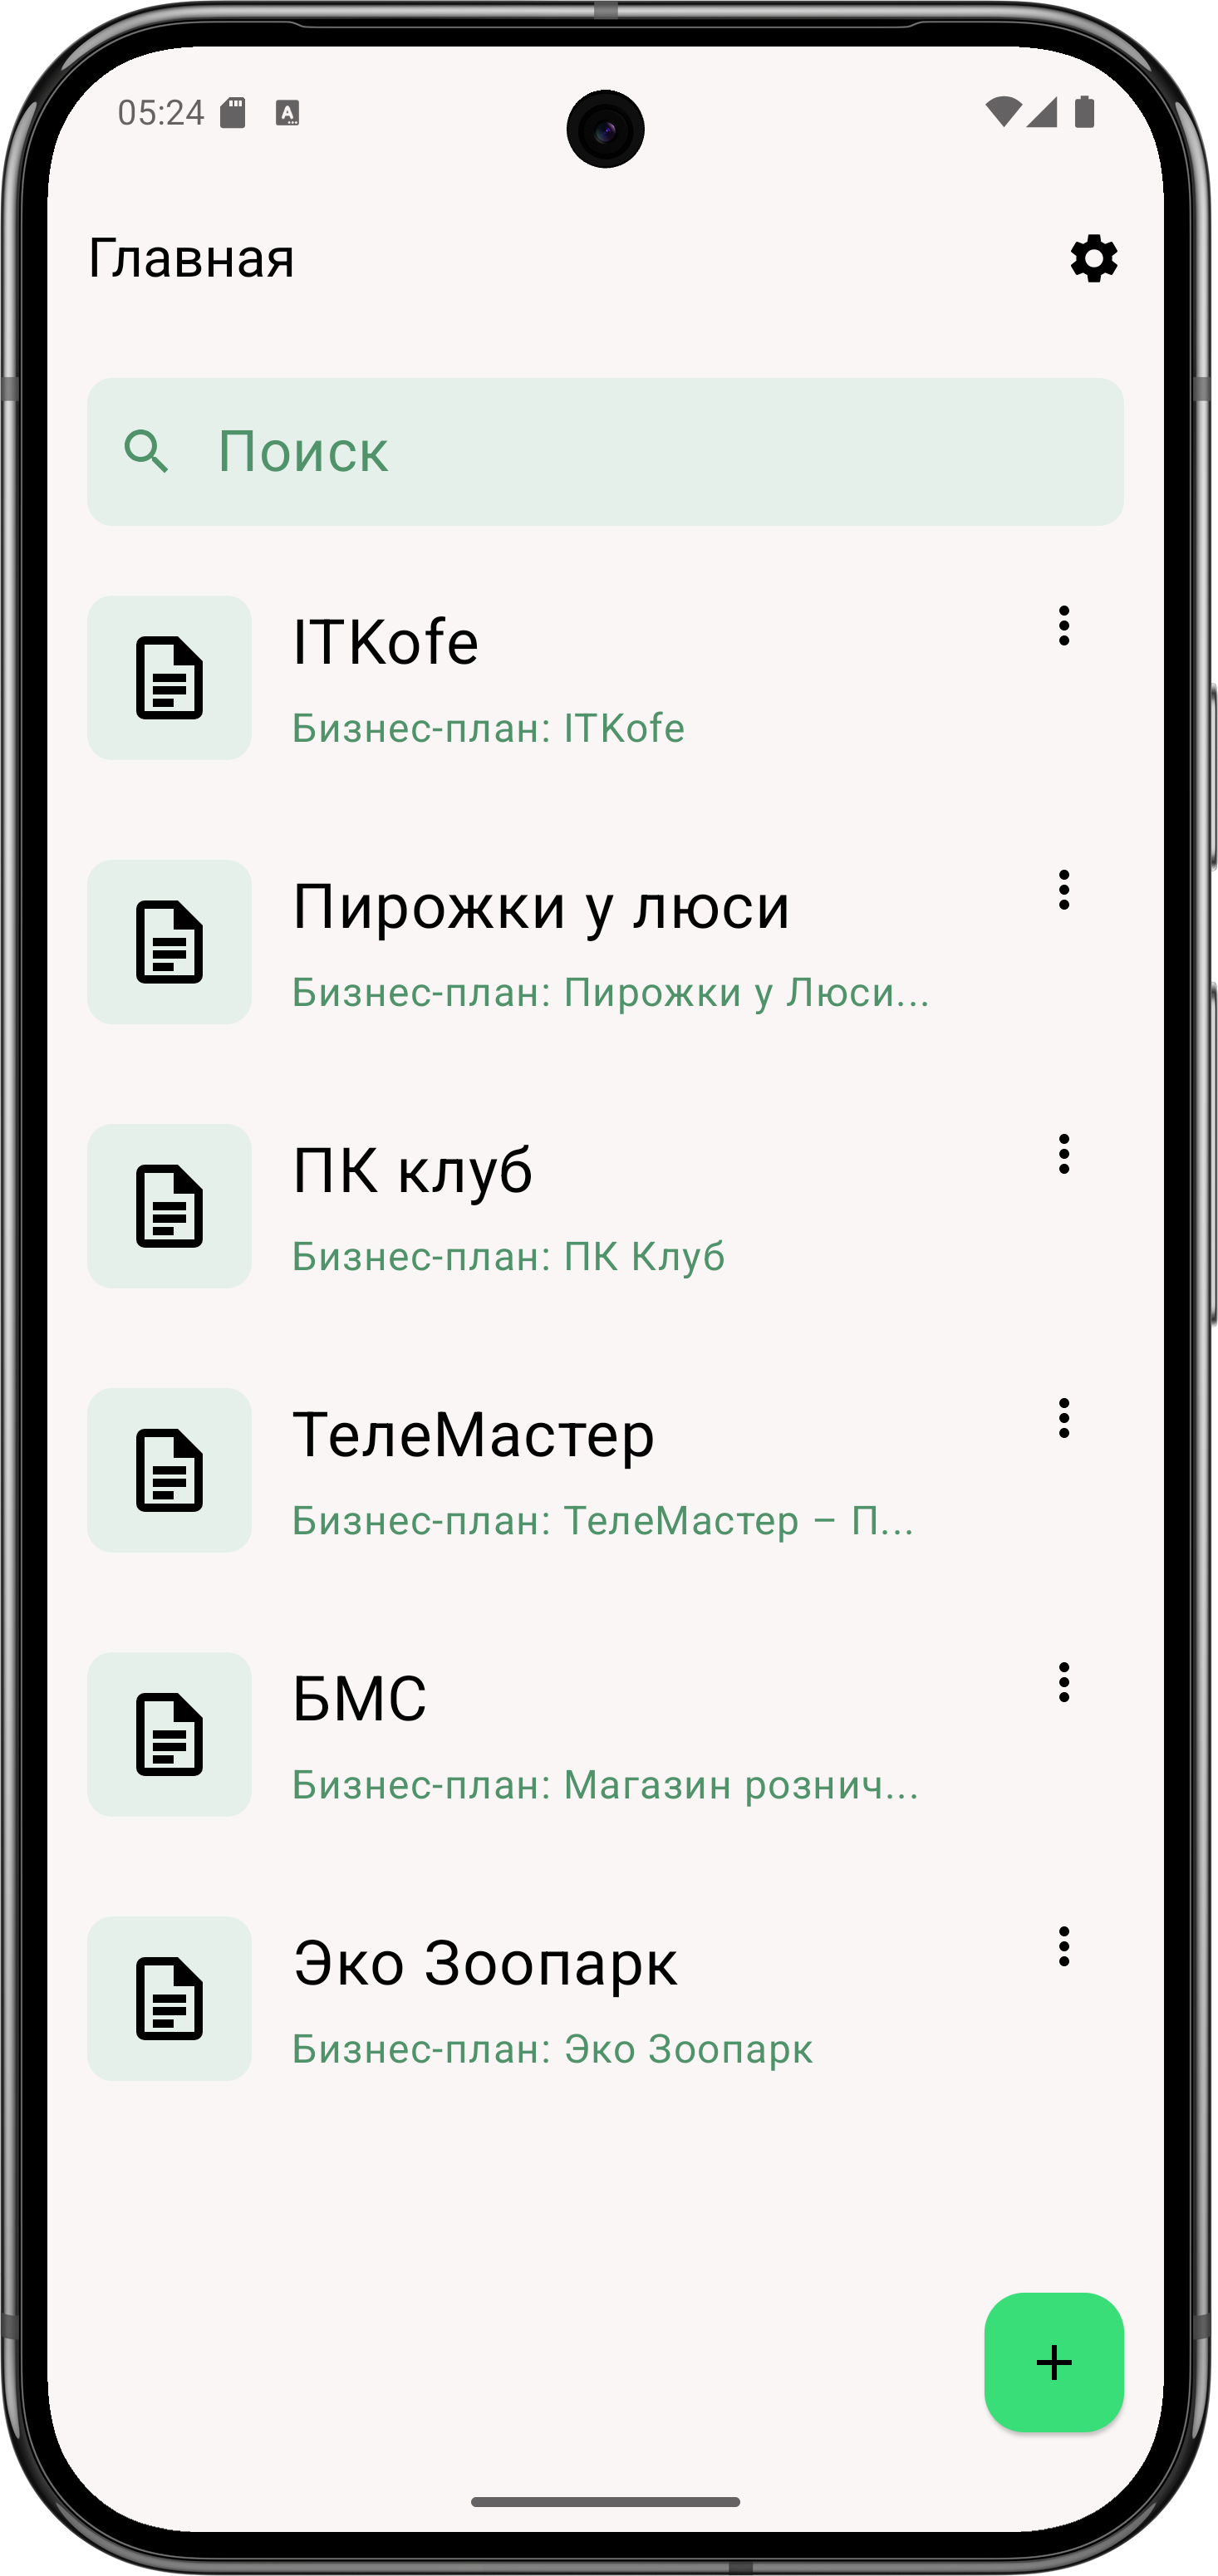 05:24
Главная
Поиск
ITKofe
Бизнес-план: ITKofe
Пирожки у люси
Бизнес-план: Пирожки у Люси...
ПК клуб
Бизнес-план: ПК Клуб
ТелеМастер
Бизнес-план: ТелеМастер – П...
БМС
Бизнес-план: Магазин рознич...
Эко Зоопарк
Бизнес-план: Эко Зоопарк